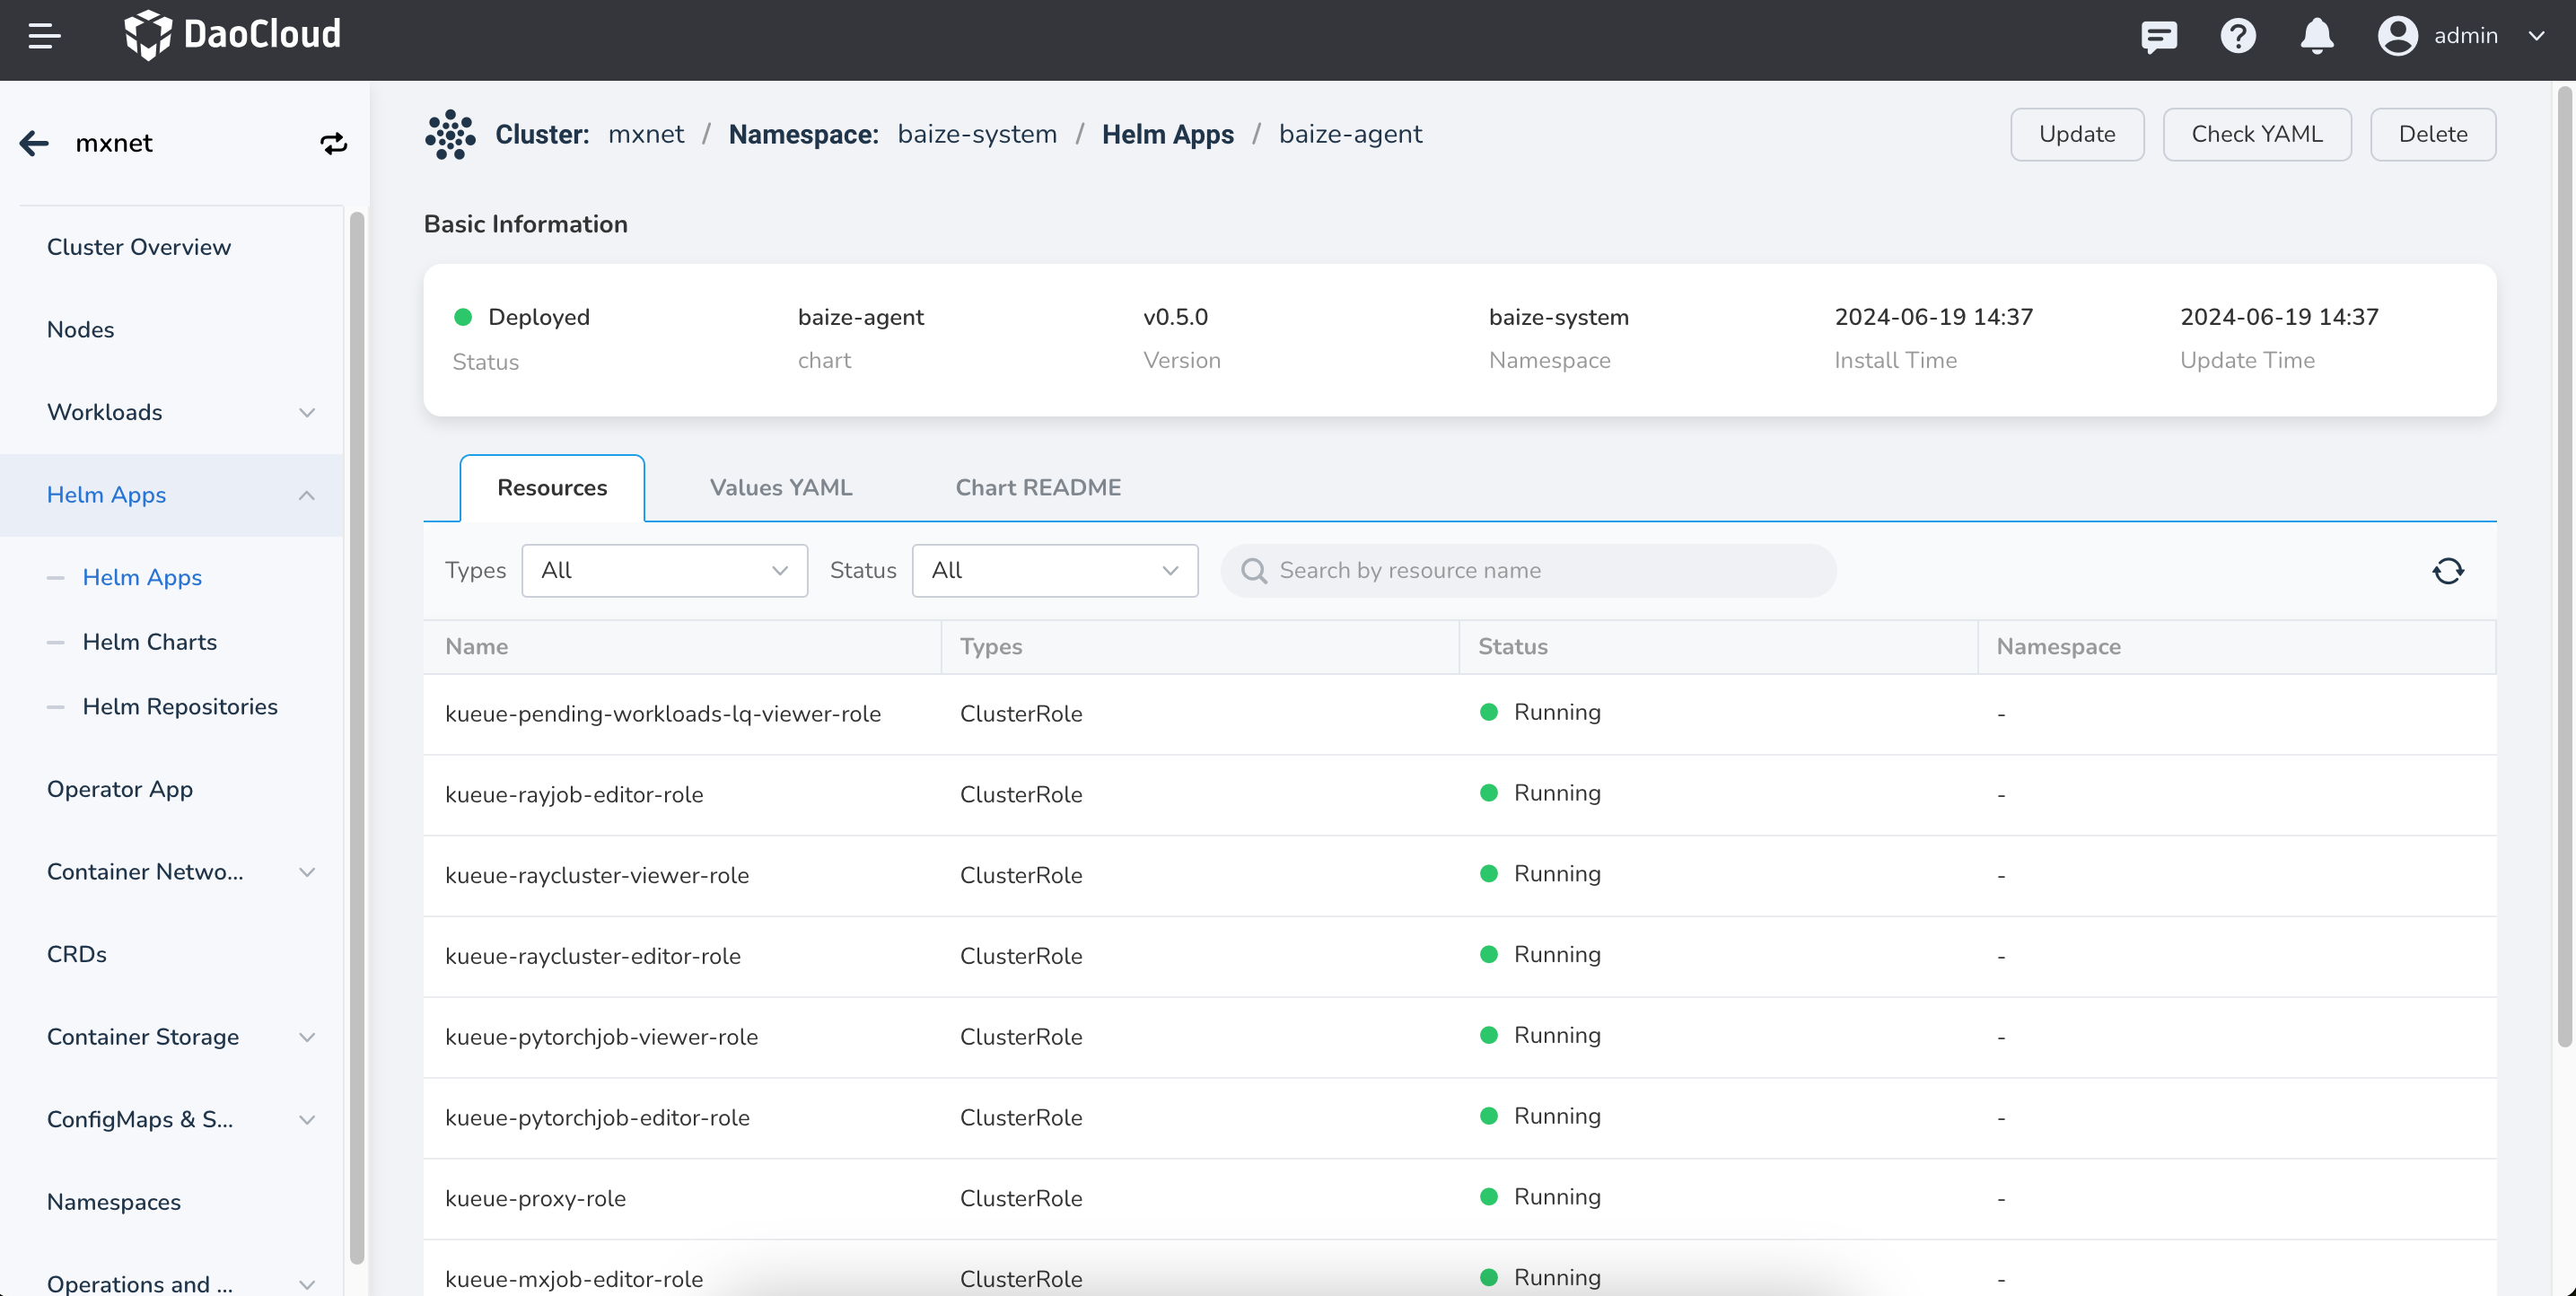 DaoCloud
admin
mxnet
Cluster: mxnet / Namespace: baize-system / Helm Apps / baize-agent
Update
Check YAML
Delete
Cluster Overview
Nodes
Workloads
Helm Apps
Helm Apps
Helm Charts
Helm Repositories
Operator App
Container Netwo...
CRDs
Container Storage
ConfigMaps & S...
Namespaces
Operations and ...
Basic Information
Deployed
Status
baize-agent
chart
v0.5.0
Version
baize-system
Namespace
2024-06-19 14:37
Install Time
2024-06-19 14:37
Update Time
Resources
Values YAML
Chart README
Types All Status All Search by resource name
Name Types Status Namespace
kueue-pending-workloads-lq-viewer-role ClusterRole Running -
kueue-rayjob-editor-role ClusterRole Running -
kueue-raycluster-viewer-role ClusterRole Running -
kueue-raycluster-editor-role ClusterRole Running -
kueue-pytorchjob-viewer-role ClusterRole Running -
kueue-pytorchjob-editor-role ClusterRole Running -
kueue-proxy-role ClusterRole Running -
kueue-mxjob-editor-role ClusterRole Running -